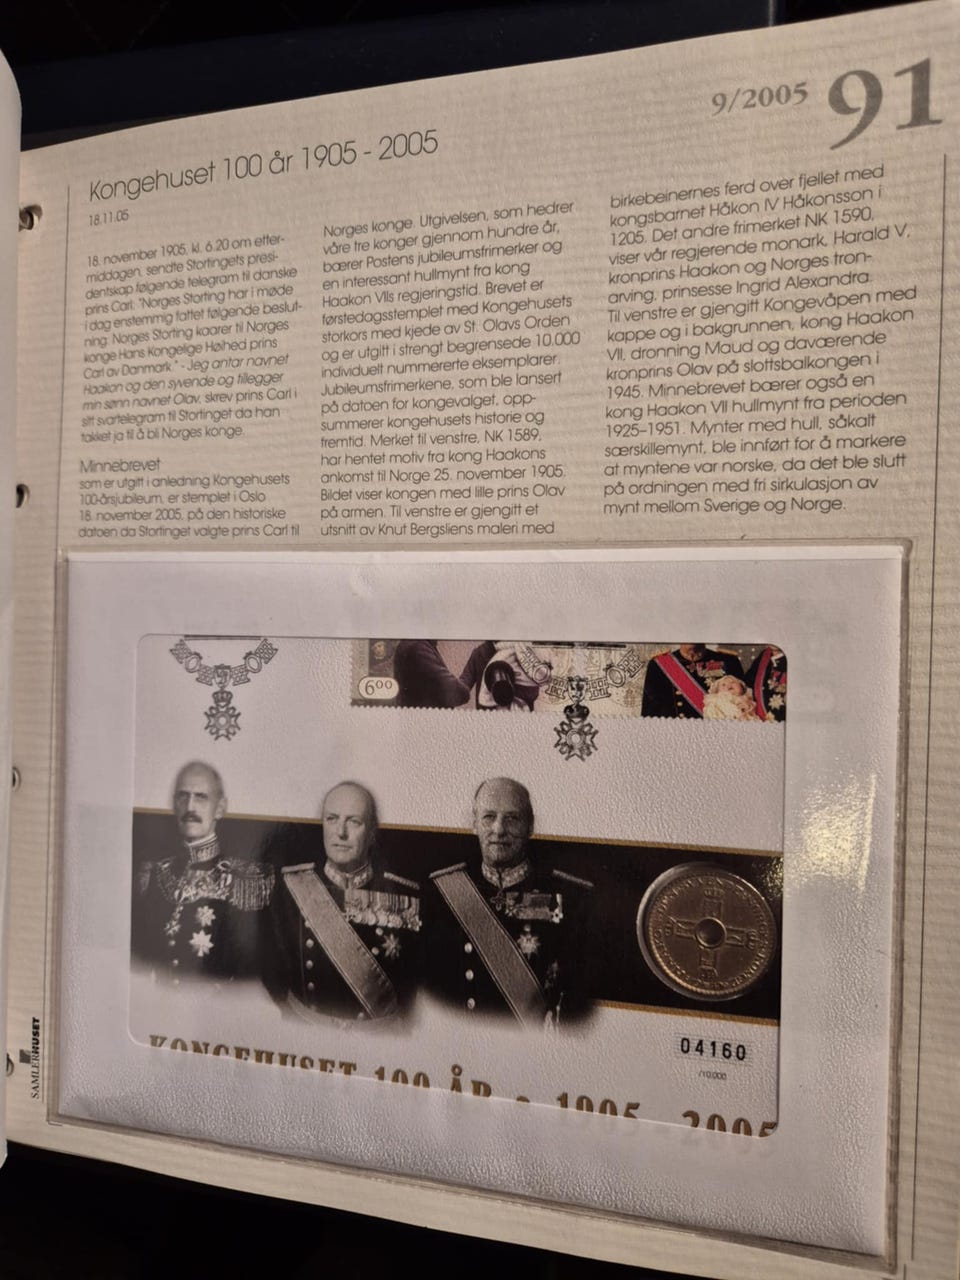 9/2005 91
Kongehuset 100 år 1905 - 2005
18.11.05
18. november 1905, kl. 6.20 om etter-
middagen, sendte Stortingets presi-
dentskap følgende telegram til danske
prins Carl: "Norges Storting har i møde
i dag enstemmig fattet følgende beslut-
ning: Norges Storting kaarer til Norges
konge Hans Kongelige Høihed prins
Carl av Danmark." - Jeg antar navnet
Haakon og den syvende og tillegger
min sønn navnet Olav, skrev prins Carl i
sitt svartelegram til Stortinget da han
takket ja til å bli Norges konge.
Minnebrevet
som er utgitt i anledning Kongehusets
100-årsjubileum, er stemplet i Oslo
18. november 2005, på den historiske
datoen da Stortinget valgte prins Carl til
Norges konge. Utgivelsen, som hedrer
våre tre konger gjennom hundre år,
bærer Postens jubileumsfrimerker og
en interessant hullmynt fra kong
Haakon VIIs regjeringstid. Brevet er
førstedagsstemplet med Kongehusets
storkors med kjede av St. Olavs Orden
og er utgitt i strengt begrensede 10.000
individuelt nummererte eksemplarer.
Jubileumsfrimerkene, som ble lansert
på datoen for kongevalget, opp-
summerer kongehusets historie og
fremtid. Merket til venstre, NK 1589,
har hentet motiv fra kong Haakons
ankomst til Norge 25. november 1905.
Bildet viser kongen med lille prins Olav
på armen. Til venstre er gjengitt et
utsnitt av Knut Bergsliens maleri med
birkebeinernes ferd over fjellet med
kongsbarnet Håkon IV Håkonsson i
1205. Det andre frimerket NK 1590,
viser vår regjerende monark, Harald V,
kronprins Haakon og Norges tron-
arving, prinsesse Ingrid Alexandra.
Til venstre er gjengitt Kongevåpen med
kappe og i bakgrunnen, kong Haakon
VII, dronning Maud og daværende
kronprins Olav på slottsbalkongen i
1945. Minnebrevet bærer også en
kong Haakon VII hullmynt fra perioden
1925-1951. Mynter med hull, såkalt
særskillemynt, ble innført for å markere
at myntene var norske, da det ble slutt
på ordningen med fri sirkulasjon av
mynt mellom Sverige og Norge.
6⁰⁰
04160
/10.000
KONGEHUSET 100 ÅR • 1905 - 2005
SAMLERHUSET